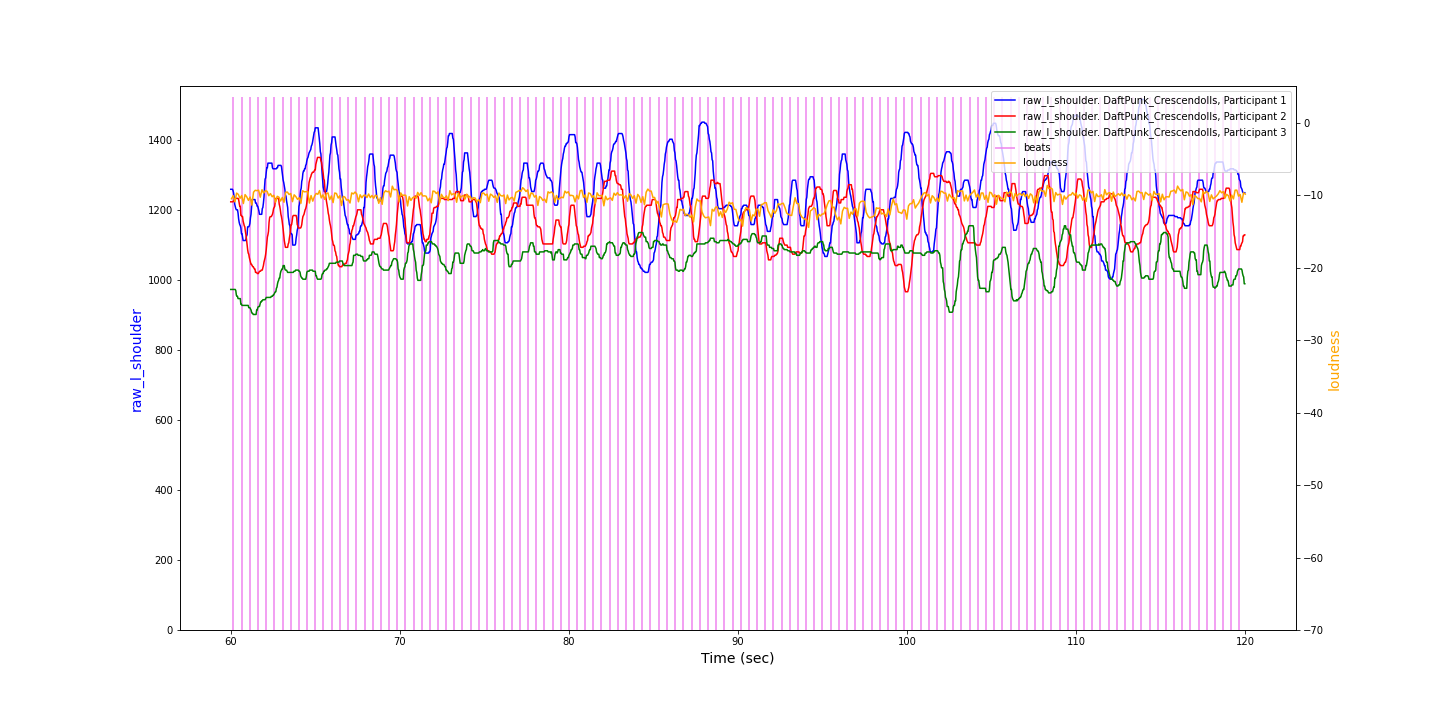 raw_l_shoulder. DaftPunk_Crescendolls, Participant 1
raw_l_shoulder. DaftPunk_Crescendolls, Participant 2
raw_l_shoulder. DaftPunk_Crescendolls, Participant 3
beats
loudness
1400
1200
1000
800
600
400
200
0
raw_l_shoulder
0
−10
−20
−30
−40
−50
−60
−70
loudness
60
70
80
90
100
110
120
Time (sec)